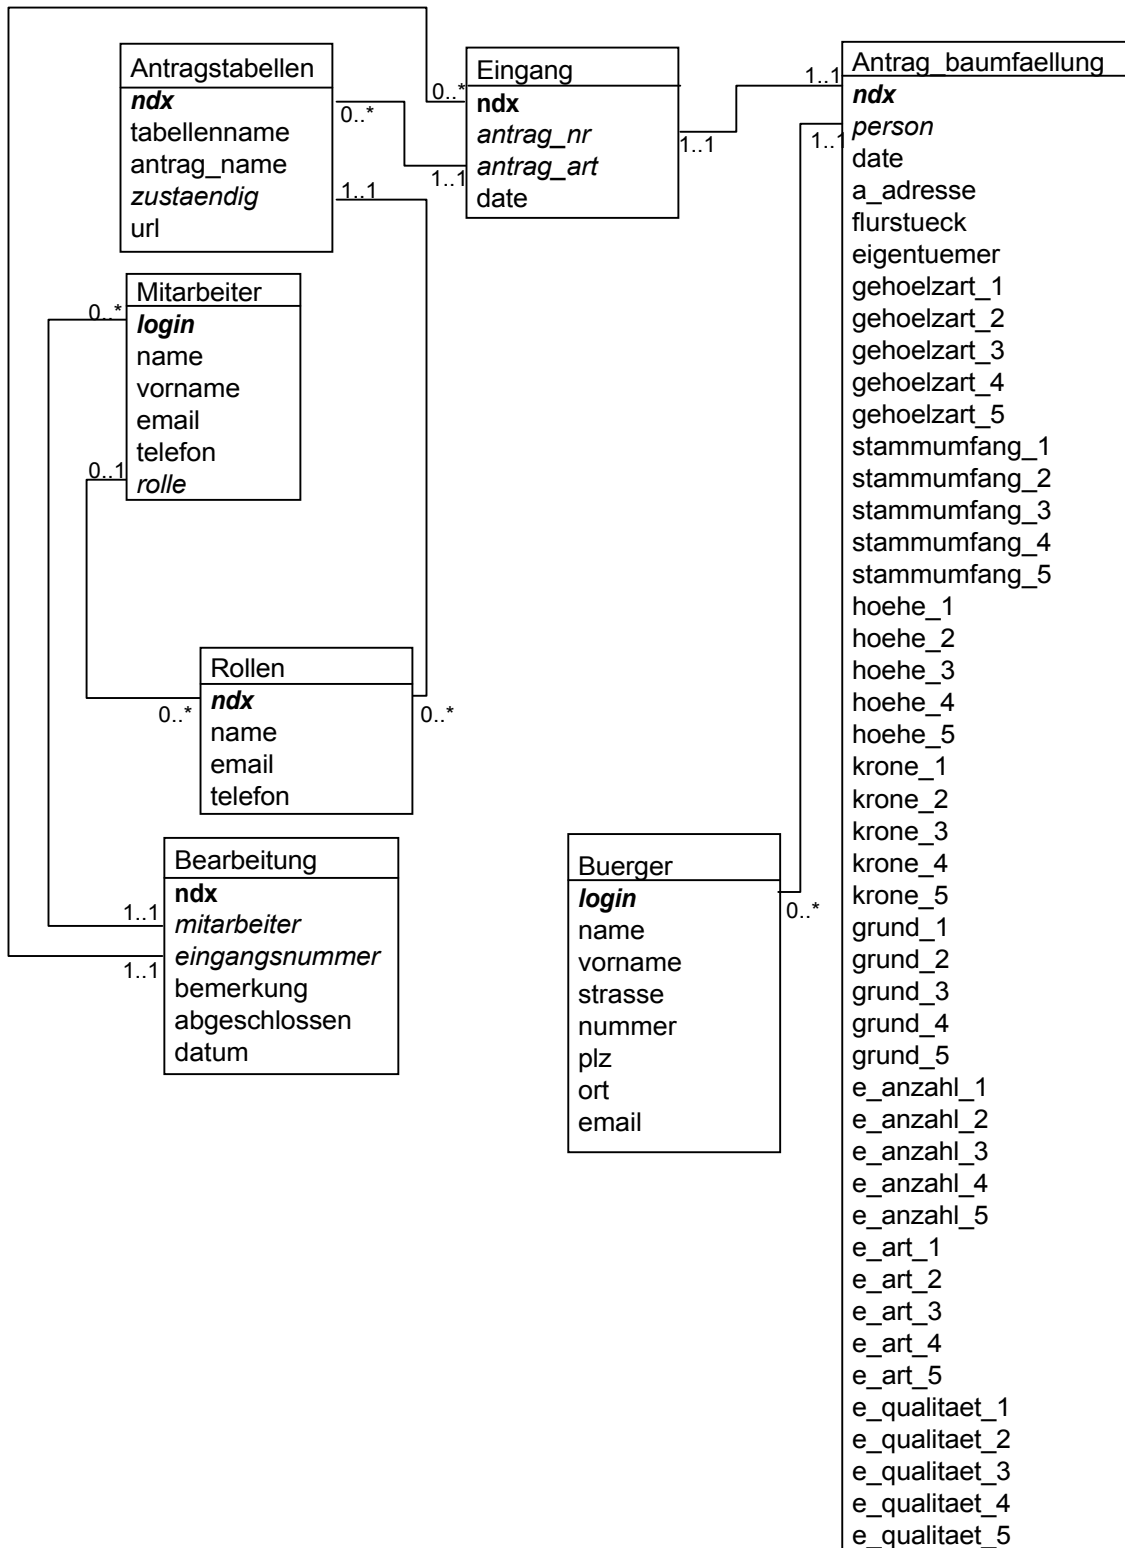 Antragstabellen
ndx
tabellenname
antrag_name
zustaendig
url
0..*
1..1
Eingang
ndx
antrag_nr
antrag_art
date
0..*
1..1
1..1
Antrag_baumfaellung
ndx
person
date
a_adresse
flurstueck
eigentuemer
gehoelzart_1
gehoelzart_2
gehoelzart_3
gehoelzart_4
gehoelzart_5
stammumfang_1
stammumfang_2
stammumfang_3
stammumfang_4
stammumfang_5
hoehe_1
hoehe_2
hoehe_3
hoehe_4
hoehe_5
krone_1
krone_2
krone_3
krone_4
krone_5
grund_1
grund_2
grund_3
grund_4
grund_5
e_anzahl_1
e_anzahl_2
e_anzahl_3
e_anzahl_4
e_anzahl_5
e_art_1
e_art_2
e_art_3
e_art_4
e_art_5
e_qualitaet_1
e_qualitaet_2
e_qualitaet_3
e_qualitaet_4
e_qualitaet_5
1..1
1..1
Mitarbeiter
login
name
vorname
email
telefon
rolle
0..*
0..1
Rollen
ndx
name
email
telefon
0..*
0..*
Bearbeitung
ndx
mitarbeiter
eingangsnummer
bemerkung
abgeschlossen
datum
1..1
1..1
Buerger
login
name
vorname
strasse
nummer
plz
ort
email
0..*